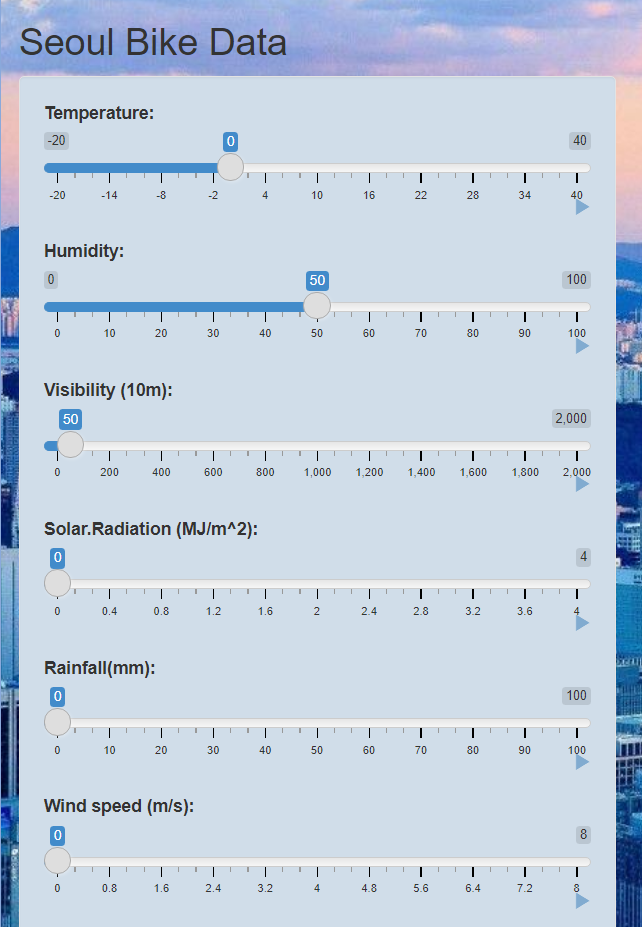 Seoul Bike Data
Temperature:
-20 0 40
-20 -14 -8 -2 4 10 16 22 28 34 40
Humidity:
0 50 100
0 10 20 30 40 50 60 70 80 90 100
Visibility (10m):
50 2,000
0 200 400 600 800 1,000 1,200 1,400 1,600 1,800 2,000
Solar.Radiation (MJ/m^2):
0 4
0 0.4 0.8 1.2 1.6 2 2.4 2.8 3.2 3.6 4
Rainfall(mm):
0 100
0 10 20 30 40 50 60 70 80 90 100
Wind speed (m/s):
0 8
0 0.8 1.6 2.4 3.2 4 4.8 5.6 6.4 7.2 8